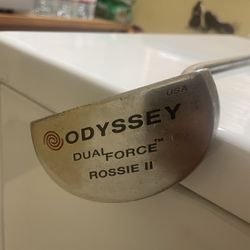 USA
ODYSSEY
DUAL FORCE™
ROSSIE II